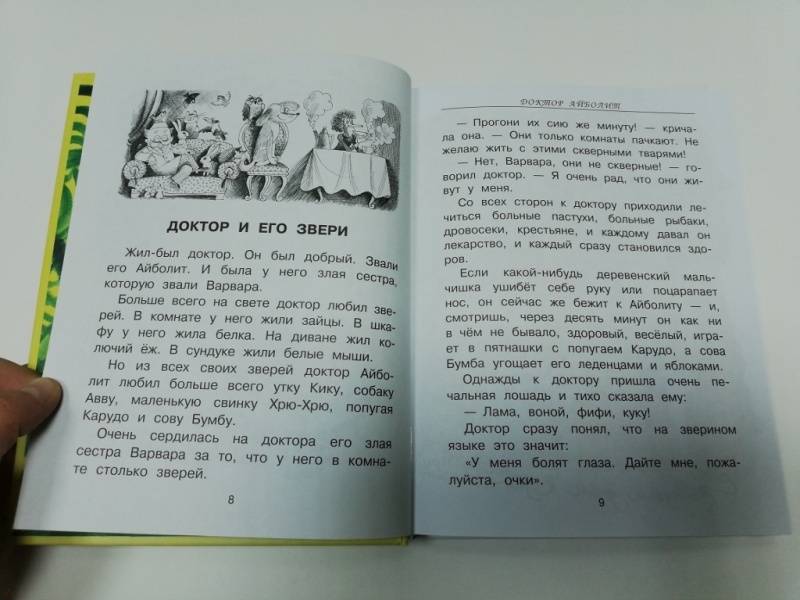 ДОКТОР И ЕГО ЗВЕРИ
Жил-был доктор. Он был добрый. Звали
его Айболит. И была у него злая сестра,
которую звали Варвара.
Больше всего на свете доктор любил зве-
рей. В комнате у него жили зайцы. В шка-
фу у него жила белка. На диване жил ко-
лючий ёж. В сундуке жили белые мыши.
Но из всех своих зверей доктор Айбо-
лит любил больше всего утку Кику, собаку
Авву, маленькую свинку Хрю-Хрю, попугая
Карудо и сову Бумбу.
Очень сердилась на доктора его злая
сестра Варвара за то, что у него в комна-
те столько зверей.
8
ДОКТОР АЙБОЛИТ
— Прогони их сию же минуту! — крича-
ла она. — Они только комнаты пачкают. Не
желаю жить с этими скверными тварями!
— Нет, Варвара, они не скверные! — го-
ворил доктор. — Я очень рад, что они жи-
вут у меня.
Со всех сторон к доктору приходили ле-
читься больные пастухи, больные рыбаки,
дровосеки, крестьяне, и каждому давал он
лекарство, и каждый сразу становился здо-
ров.
Если какой-нибудь деревенский маль-
чишка ушибёт себе руку или поцарапает
нос, он сейчас же бежит к Айболиту — и,
смотришь, через десять минут он как ни
в чём не бывало, здоровый, весёлый, игра-
ет в пятнашки с попугаем Карудо, а сова
Бумба угощает его леденцами и яблоками.
Однажды к доктору пришла очень пе-
чальная лошадь и тихо сказала ему:
— Лама, воной, фифи, куку!
Доктор сразу понял, что на зверином
языке это значит:
«У меня болят глаза. Дайте мне, пожа-
луйста, очки».
9